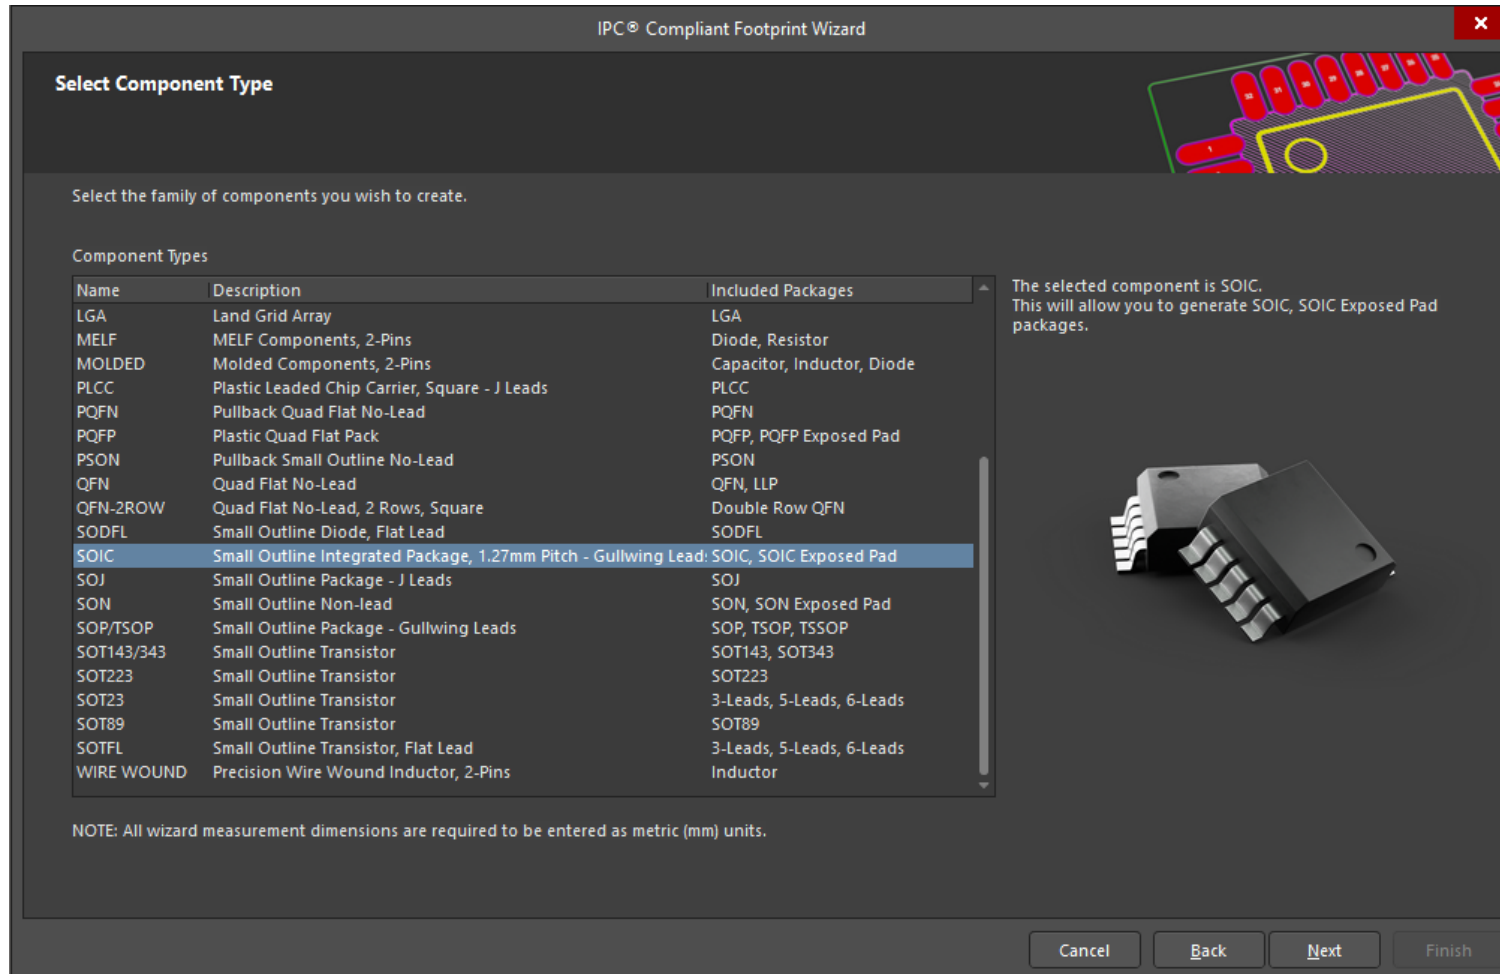 IPC® Compliant Footprint Wizard
Select Component Type
Select the family of components you wish to create.
Component Types
Name Description Included Packages
LGA Land Grid Array LGA
MELF MELF Components, 2-Pins Diode, Resistor
MOLDED Molded Components, 2-Pins Capacitor, Inductor, Diode
PLCC Plastic Leaded Chip Carrier, Square - J Leads PLCC
PQFN Pullback Quad Flat No-Lead PQFN
PQFP Plastic Quad Flat Pack PQFP, PQFP Exposed Pad
PSON Pullback Small Outline No-Lead PSON
QFN Quad Flat No-Lead QFN, LLP
QFN-2ROW Quad Flat No-Lead, 2 Rows, Square Double Row QFN
SODFL Small Outline Diode, Flat Lead SODFL
SOIC Small Outline Integrated Package, 1.27mm Pitch - Gullwing Lead SOIC, SOIC Exposed Pad
SOJ Small Outline Package - J Leads SOJ
SON Small Outline Non-lead SON, SON Exposed Pad
SOP/TSOP Small Outline Package - Gullwing Leads SOP, TSOP, TSSOP
SOT143/343 Small Outline Transistor SOT143, SOT343
SOT223 Small Outline Transistor SOT223
SOT23 Small Outline Transistor 3-Leads, 5-Leads, 6-Leads
SOT89 Small Outline Transistor SOT89
SOTFL Small Outline Transistor, Flat Lead 3-Leads, 5-Leads, 6-Leads
WIRE WOUND Precision Wire Wound Inductor, 2-Pins Inductor
The selected component is SOIC.
This will allow you to generate SOIC, SOIC Exposed Pad
packages.
NOTE: All wizard measurement dimensions are required to be entered as metric (mm) units.
Cancel Back Next Finish